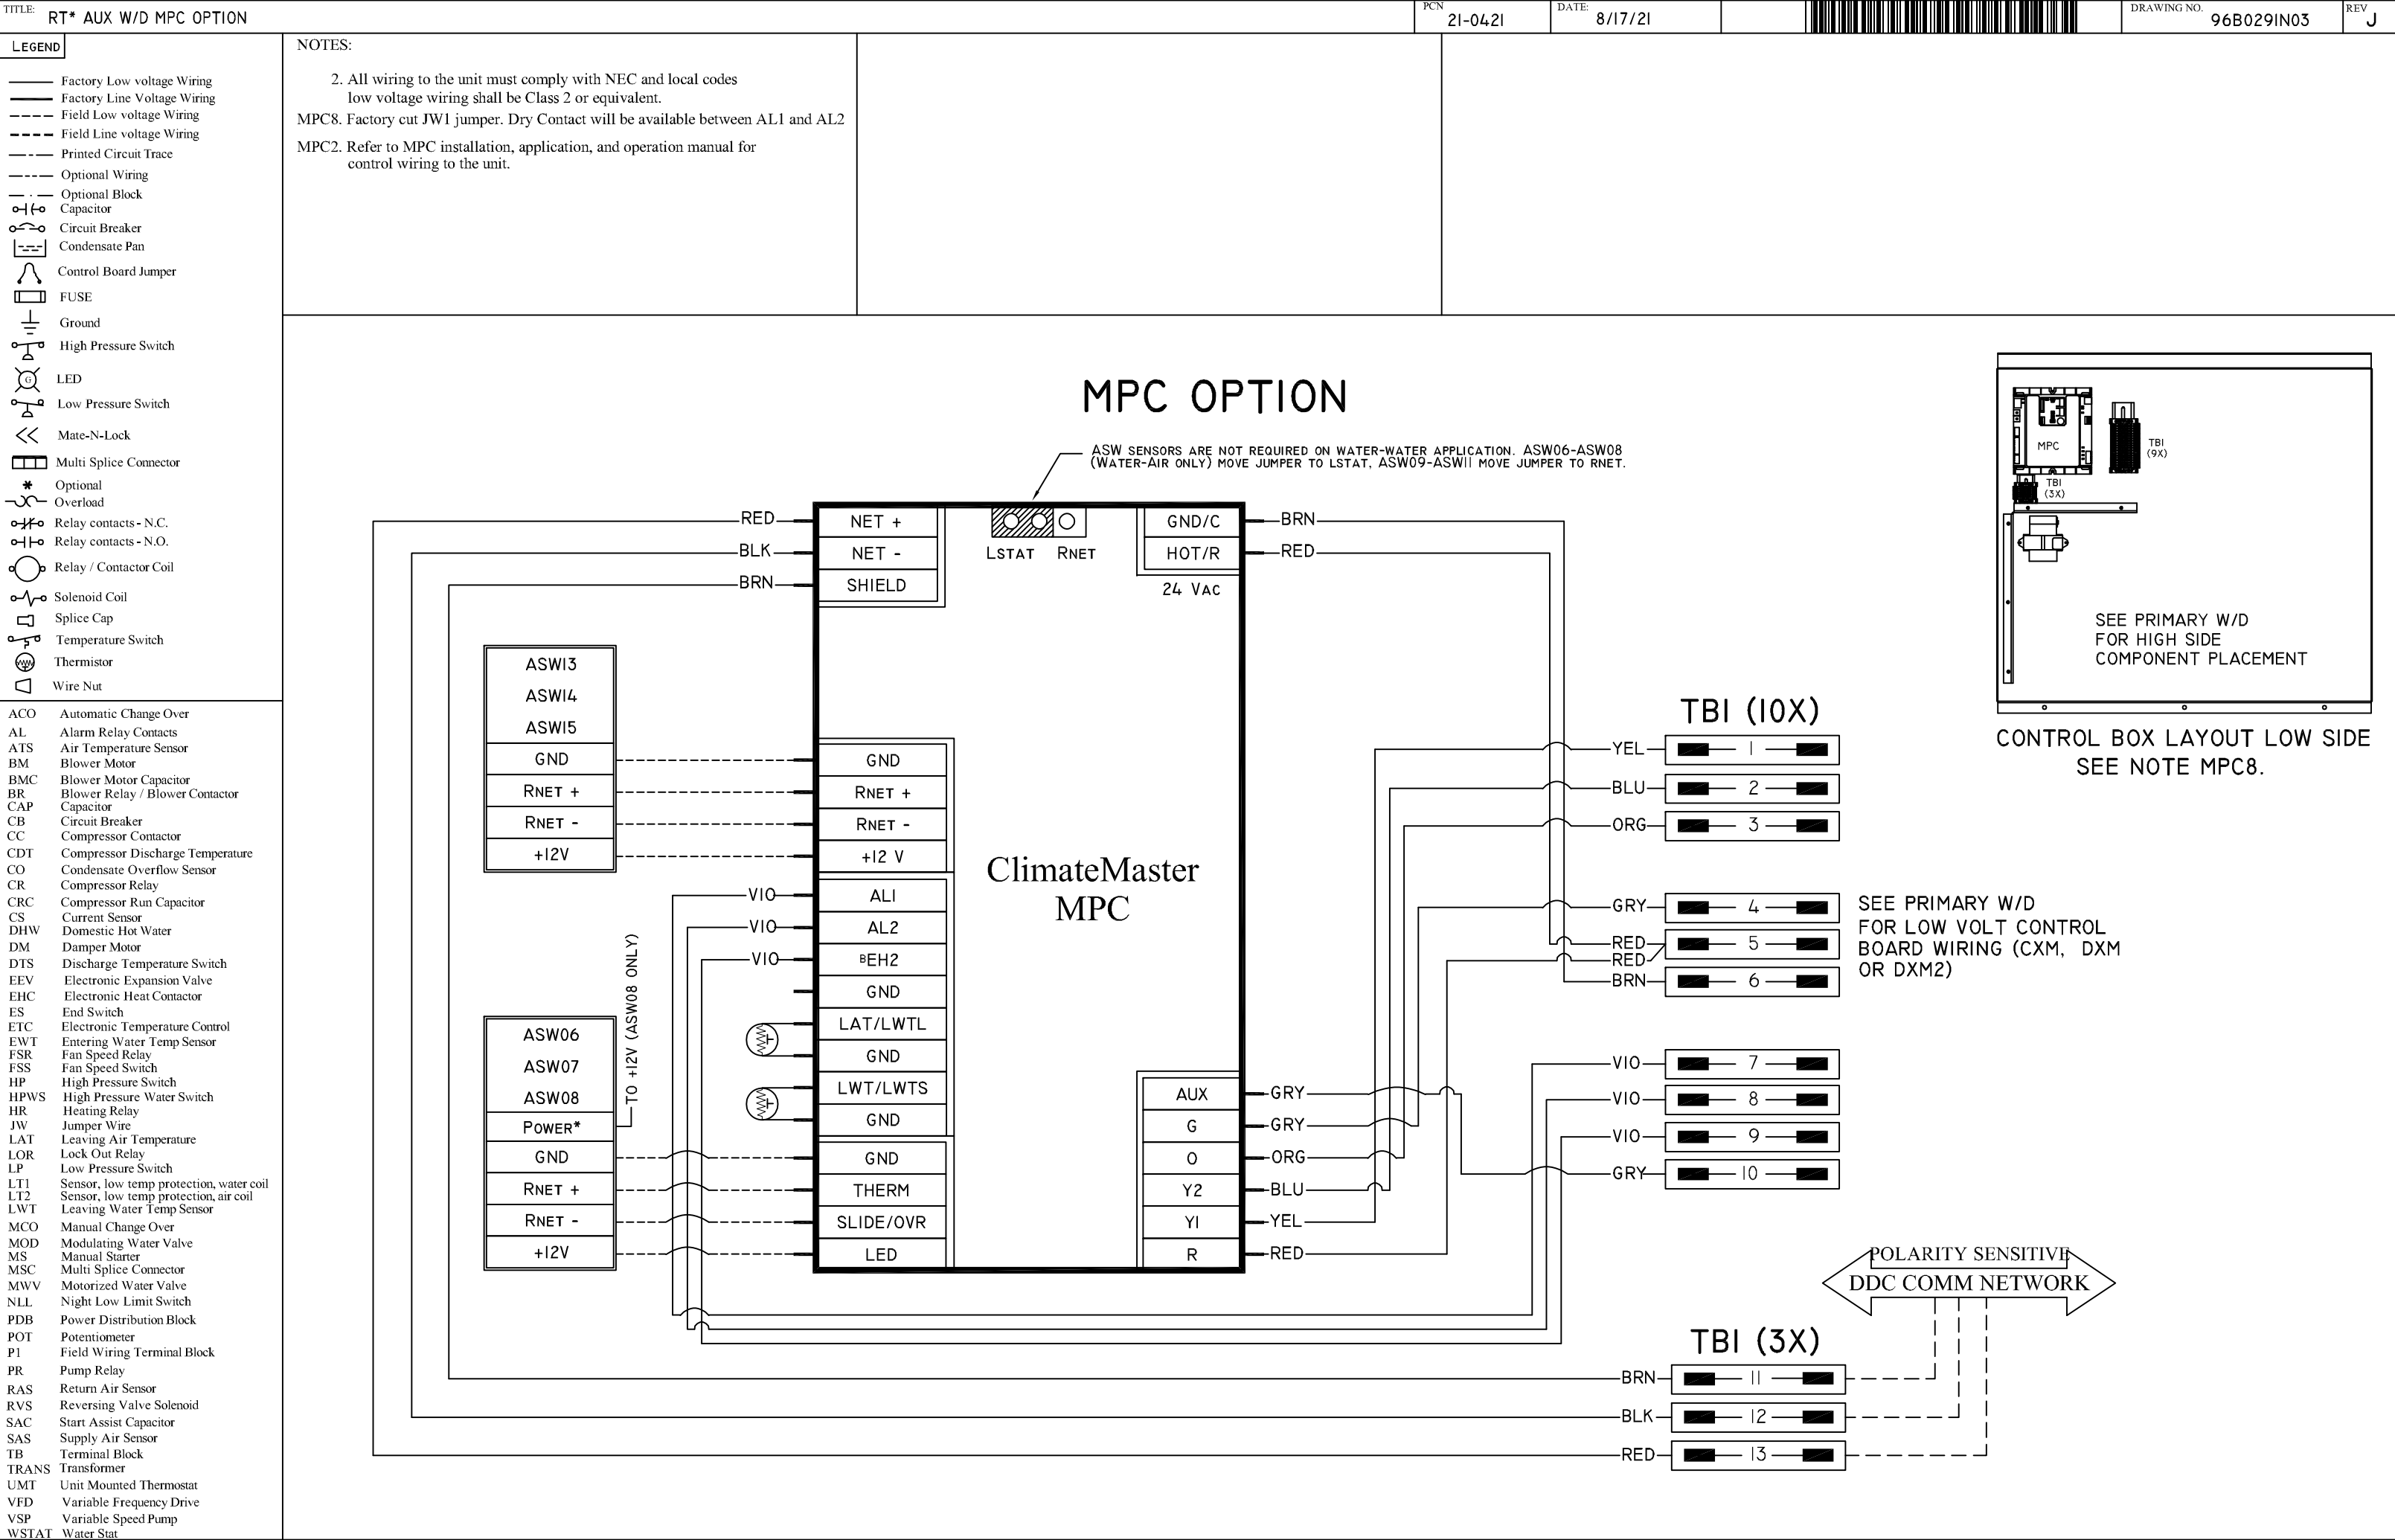 TITLE: RT* AUX W/D MPC OPTION
PCN 21-0421
DATE: 8/17/21
DRAWING NO. 96B0291N03
REV J
LEGEND
Factory Low voltage Wiring
Factory Line Voltage Wiring
Field Low voltage Wiring
Field Line voltage Wiring
Printed Circuit Trace
Optional Wiring
Optional Block
Capacitor
Circuit Breaker
Condensate Pan
Control Board Jumper
FUSE
Ground
High Pressure Switch
G LED
Low Pressure Switch
Mate-N-Lock
Multi Splice Connector
* Optional
Overload
Relay contacts - N.C.
Relay contacts - N.O.
Relay / Contactor Coil
Solenoid Coil
Splice Cap
Temperature Switch
Thermistor
Wire Nut
ACO Automatic Change Over
AL Alarm Relay Contacts
ATS Air Temperature Sensor
BM Blower Motor
BMC Blower Motor Capacitor
BR Blower Relay / Blower Contactor
CAP Capacitor
CB Circuit Breaker
CC Compressor Contactor
CDT Compressor Discharge Temperature
CO Condensate Overflow Sensor
CR Compressor Relay
CRC Compressor Run Capacitor
CS Current Sensor
DHW Domestic Hot Water
DM Damper Motor
DTS Discharge Temperature Switch
EEV Electronic Expansion Valve
EHC Electronic Heat Contactor
ES End Switch
ETC Electronic Temperature Control
EWT Entering Water Temp Sensor
FSR Fan Speed Relay
FSS Fan Speed Switch
HP High Pressure Switch
HPWS High Pressure Water Switch
HR Heating Relay
JW Jumper Wire
LAT Leaving Air Temperature
LOR Lock Out Relay
LP Low Pressure Switch
LT1 Sensor, low temp protection, water coil
LT2 Sensor, low temp protection, air coil
LWT Leaving Water Temp Sensor
MCO Manual Change Over
MOD Modulating Water Valve
MS Manual Starter
MSC Multi Splice Connector
MWV Motorized Water Valve
NLL Night Low Limit Switch
PDB Power Distribution Block
POT Potentiometer
P1 Field Wiring Terminal Block
PR Pump Relay
RAS Return Air Sensor
RVS Reversing Valve Solenoid
SAC Start Assist Capacitor
SAS Supply Air Sensor
TB Terminal Block
TRANS Transformer
UMT Unit Mounted Thermostat
VFD Variable Frequency Drive
VSP Variable Speed Pump
WSTAT Water Stat
NOTES:
2. All wiring to the unit must comply with NEC and local codes
low voltage wiring shall be Class 2 or equivalent.
MPC8. Factory cut JW1 jumper. Dry Contact will be available between AL1 and AL2
MPC2. Refer to MPC installation, application, and operation manual for
control wiring to the unit.
MPC OPTION
ASW SENSORS ARE NOT REQUIRED ON WATER-WATER APPLICATION. ASW06-ASW08
(WATER-AIR ONLY) MOVE JUMPER TO LSTAT, ASW09-ASW11 MOVE JUMPER TO RNET.
RED NET +
BLK NET -
BRN SHIELD
LSTAT RNET
GND/C BRN
HOT/R RED
24 VAC
ASW13
ASW14
ASW15
GND
RNET +
RNET -
+12V
GND
RNET +
RNET -
+12 V
VIO AL1
VIO AL2
VIO BEH2
GND
LAT/LWTL
GND
LWT/LWTS
GND
GND
THERM
SLIDE/OVR
LED
ClimateMaster
MPC
TO +12V (ASW08 ONLY)
ASW06
ASW07
ASW08
POWER*
GND
RNET +
RNET -
+12V
AUX GRY
G GRY
O ORG
Y2 BLU
Y1 YEL
R RED
TB1 (10X)
YEL 1
BLU 2
ORG 3
GRY 4
RED 5
RED
BRN 6
VIO 7
VIO 8
VIO 9
GRY 10
SEE PRIMARY W/D
FOR LOW VOLT CONTROL
BOARD WIRING (CXM, DXM
OR DXM2)
MPC
TB1
(9X)
TB1
(3X)
SEE PRIMARY W/D
FOR HIGH SIDE
COMPONENT PLACEMENT
CONTROL BOX LAYOUT LOW SIDE
SEE NOTE MPC8.
POLARITY SENSITIVE
DDC COMM NETWORK
TB1 (3X)
BRN 11
BLK 12
RED 13